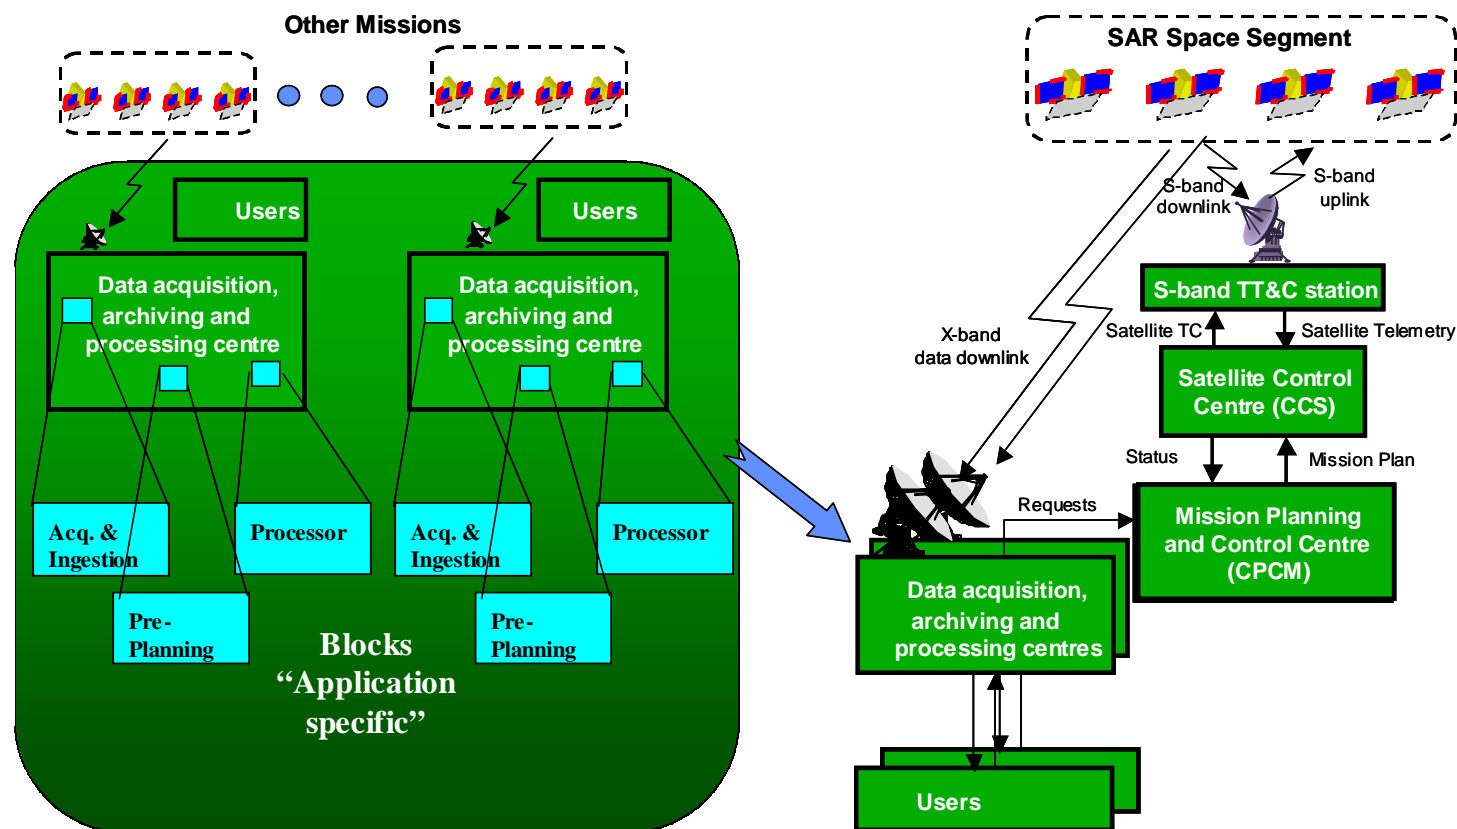 Other Missions
SAR Space Segment
Users
Users
S-band
downlink
S-band
uplink
Data acquisition,
archiving and
processing centre
Data acquisition,
archiving and
processing centre
S-band TT&C station
X-band
data downlink
Satellite TC
Satellite Telemetry
Satellite Control
Centre (CCS)
Status
Mission Plan
Acq. &
Ingestion
Processor
Acq. &
Ingestion
Processor
Requests
Mission Planning
and Control Centre
(CPCM)
Pre-
Planning
Pre-
Planning
Data acquisition,
archiving and
processing centres
Blocks
“Application
specific”
Users